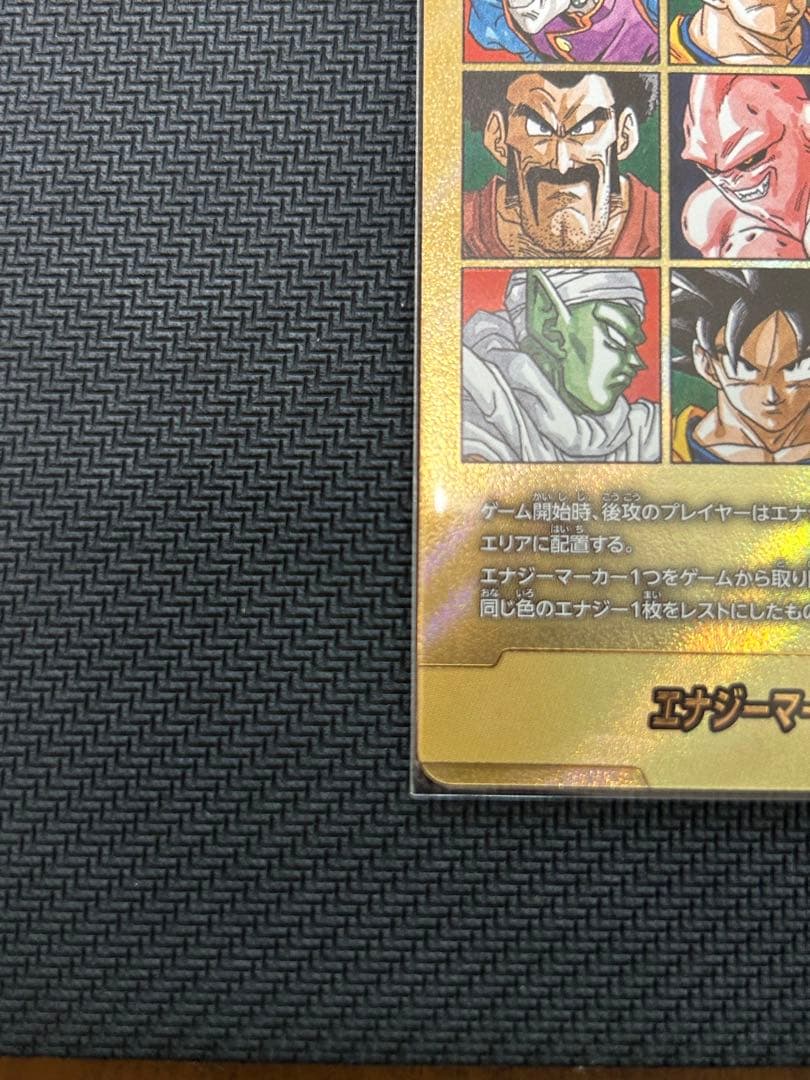 ゲーム開始時、後攻のプレイヤーはエナ
エリアに配置する。
エナジーマーカー1つをゲームから取り
同じ色のエナジー1枚をレストにしたもの
エナジーマー